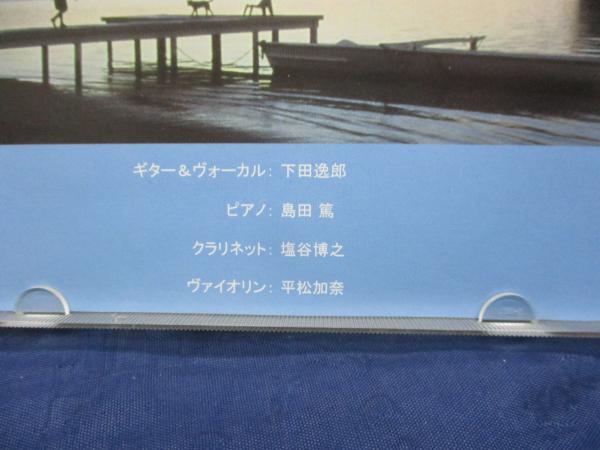 ギター＆ヴォーカル： 下田逸郎
ピアノ： 島田 篤
クラリネット： 塩谷博之
ヴァイオリン： 平松加奈